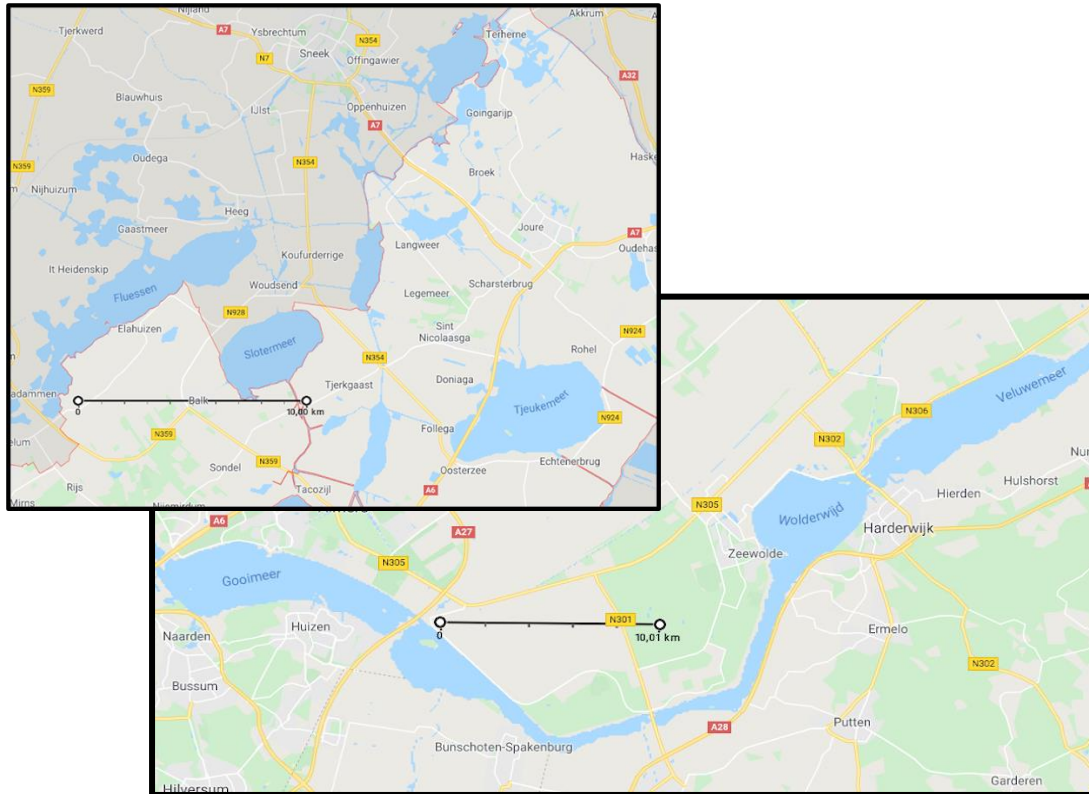 Nijland
Akkrum
Tjerkwerd
A7
Ysbrechtum
N354
Terherne
Sneek
N7
Offingawier
A32
N359
Blauwhuis
IJlst
Oppenhuizen
Goingarijp
A7
Oudega
N354
Broek
N359
Nijhuizum
Heeg
Gaastmeer
Joure
Langweer
A7
Koufurderrige
It Heidenskip
Scharsterbrug
Woudsend
Fluessen
Legemeer
N928
Elahuizen
Sint
Nicolaasga
N924
Slotermeer
Rohel
N354
Doniaga
Tjerkgaast
Balk
0
10,00 km
Tjeukemeer
N924
Follega
N359
Sondel
N359
Oosterzee
Echtenerbrug
Rijs
Tacozijl
A6
Mirns
Veluwemeer
N306
N302
Hulshorst
Hierden
N305
Wolderwijd
Harderwijk
A6
A27
Zeewolde
N305
Gooimeer
Huizen
N301
0
10,01 km
Naarden
Ermelo
N302
Bussum
A28
Putten
Bunschoten-Spakenburg
Garderen
Hilversum